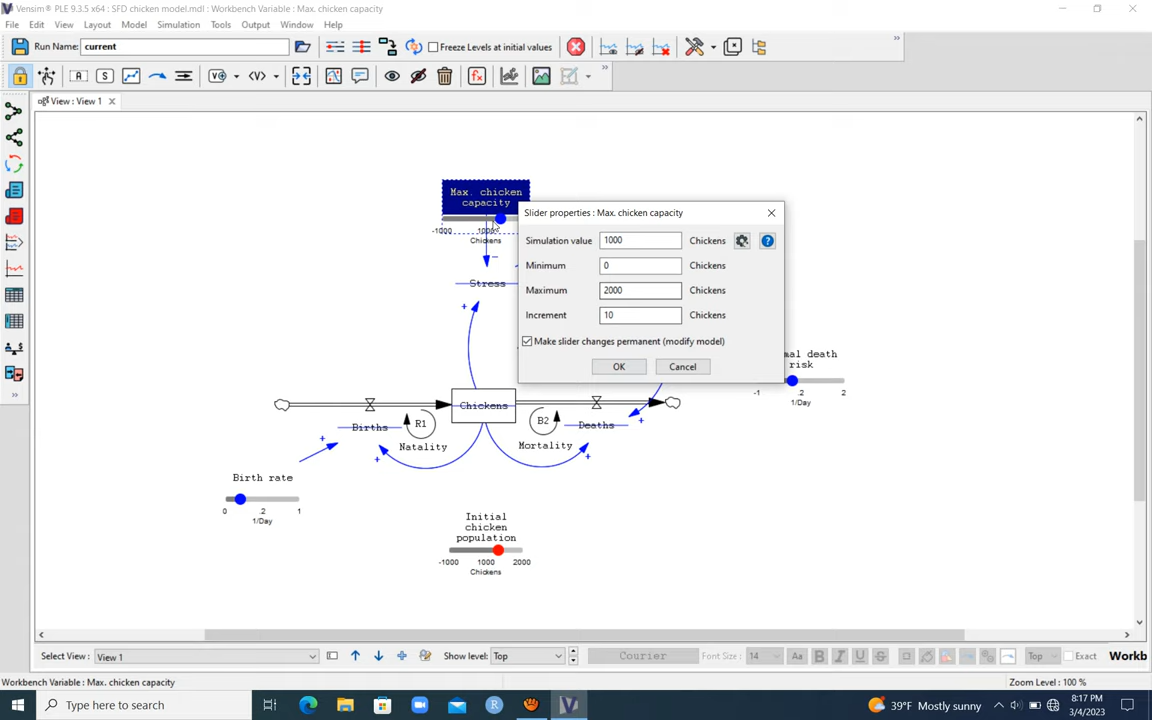 Vensim® PLE 9.3.5 x64 : SFD chicken model.mdl : Workbench Variable : Max. chicken capacity
File Edit View Layout Model Simulation Tools Output Window Help
Run Name: current Freeze Levels at initial values
View : View 1
Max. chicken
capacity
-1000 1000
Chickens
Stress
Slider properties : Max. chicken capacity
Simulation value 1000 Chickens
Minimum 0 Chickens
Maximum 2000 Chickens
Increment 10 Chickens
Make slider changes permanent (modify model)
OK Cancel
mal death
risk
-1 .2 2
1/Day
Chickens
Births R1 B2 Deaths
Natality Mortality
Birth rate
0 .2 1
1/Day
Initial
chicken
population
-1000 1000 2000
Chickens
Select View: View 1 Show level: Top Courier Font Size: 14 Aa B I U S Top Exact Workb
Workbench Variable : Max. chicken capacity Zoom Level: 100 %
Type here to search 39°F Mostly sunny 8:17 PM
3/4/2023